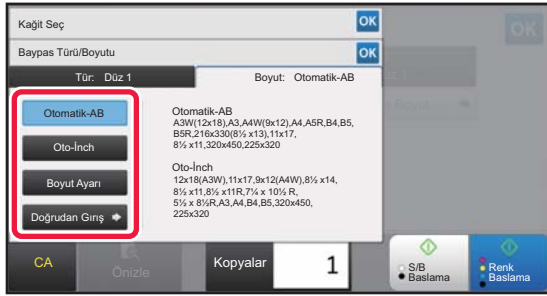 Kağit Seç
OK
OK
Baypas Türü/Boyutu
OK
Tür: Düz 1
Boyut: Otomatik-AB
Otomatik-AB
Oto-İnch
Boyut Ayarı
Doğrudan Giriş
Otomatik-AB
A3W(12x18),A3,A4W(9x12),A4,A5R,B4,B5,
B5R,216x330(8½ x13),11x17,
8½ x11,320x450,225x320
Oto-İnch
12x18(A3W),11x17,9x12(A4W),8½ x14,
8½ x11,8½ x11R,7¼ x 10½ R,
5½ x 8½R,A3,A4,B4,B5,320x450,
225x320
CA
Önizle
Kopyalar
1
S/B
Baslama
Renk
Baslama